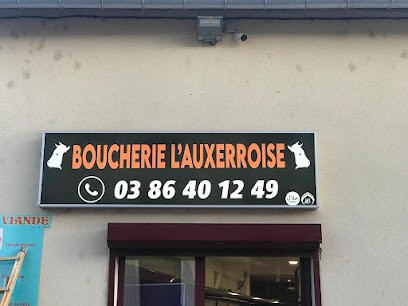 BOUCHERIE L'AUXERROISE
03 86 40 12 49
VIANDE